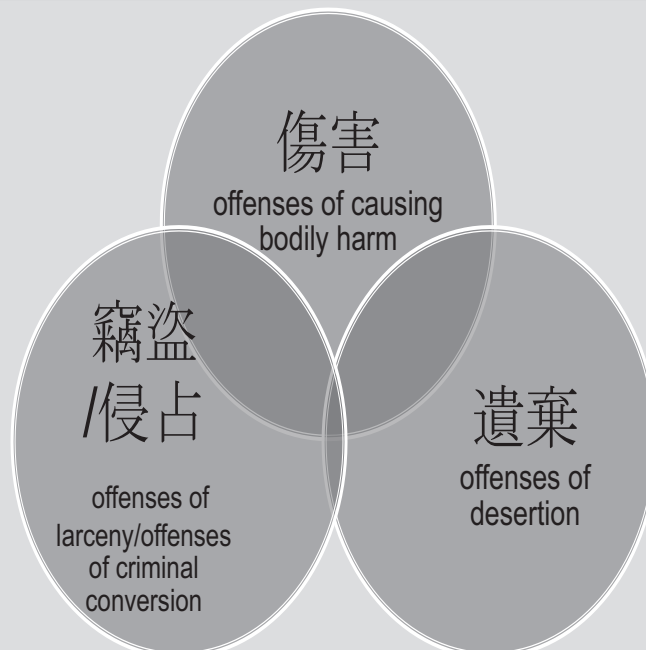 傷害
offenses of causing
bodily harm
竊盜
/侵占
offenses of
larceny/offenses
of criminal
conversion
遺棄
offenses of
desertion